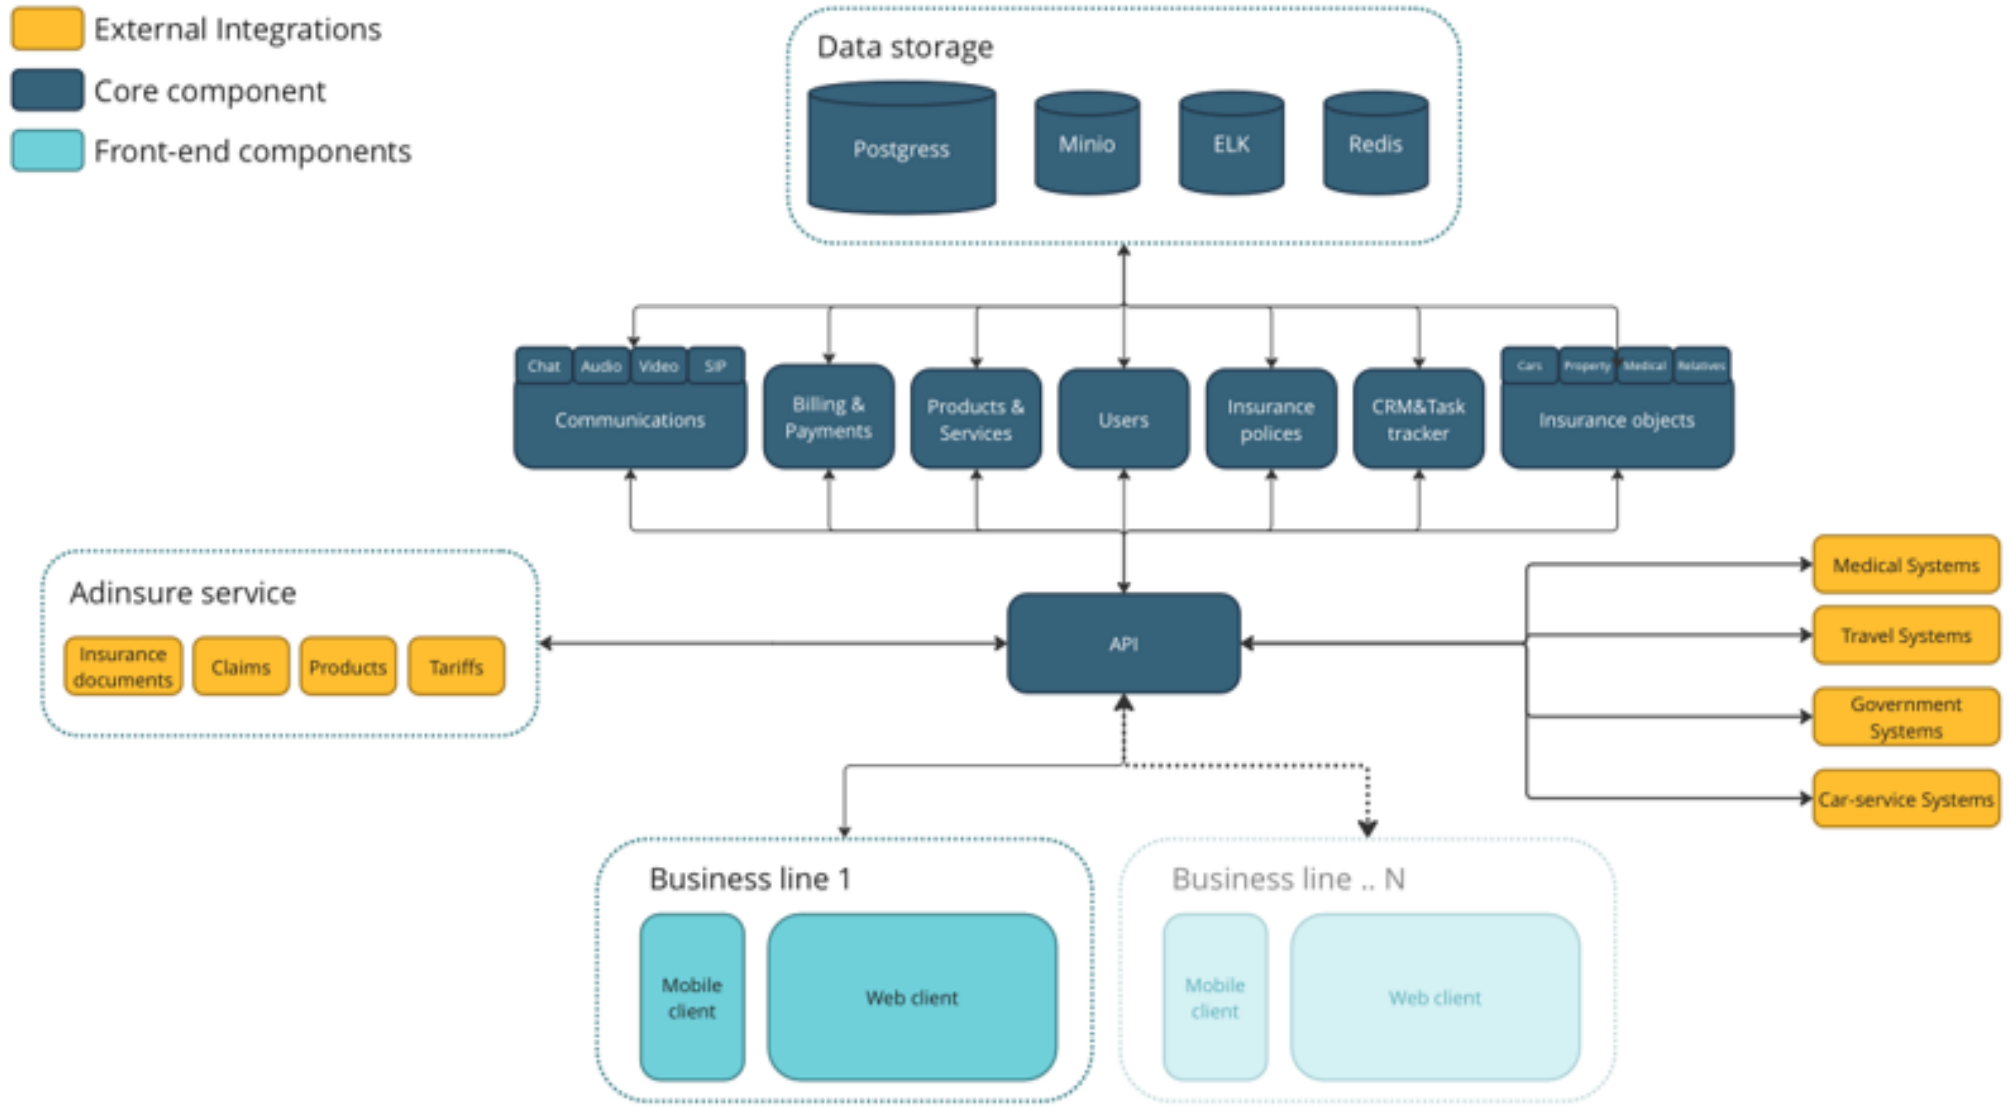 External Integrations
Core component
Front-end components
Data storage
Postgress
Minio
ELK
Redis
Chat
Audio
Video
SIP
Communications
Billing &
Payments
Products &
Services
Users
Insurance
polices
CRM&Task
tracker
Cars
Property
Medical
Relatives
Insurance objects
Adinsure service
Insurance
documents
Claims
Products
Tariffs
API
Medical Systems
Travel Systems
Government
Systems
Car-service Systems
Business line 1
Mobile
client
Web client
Business line .. N
Mobile
client
Web client